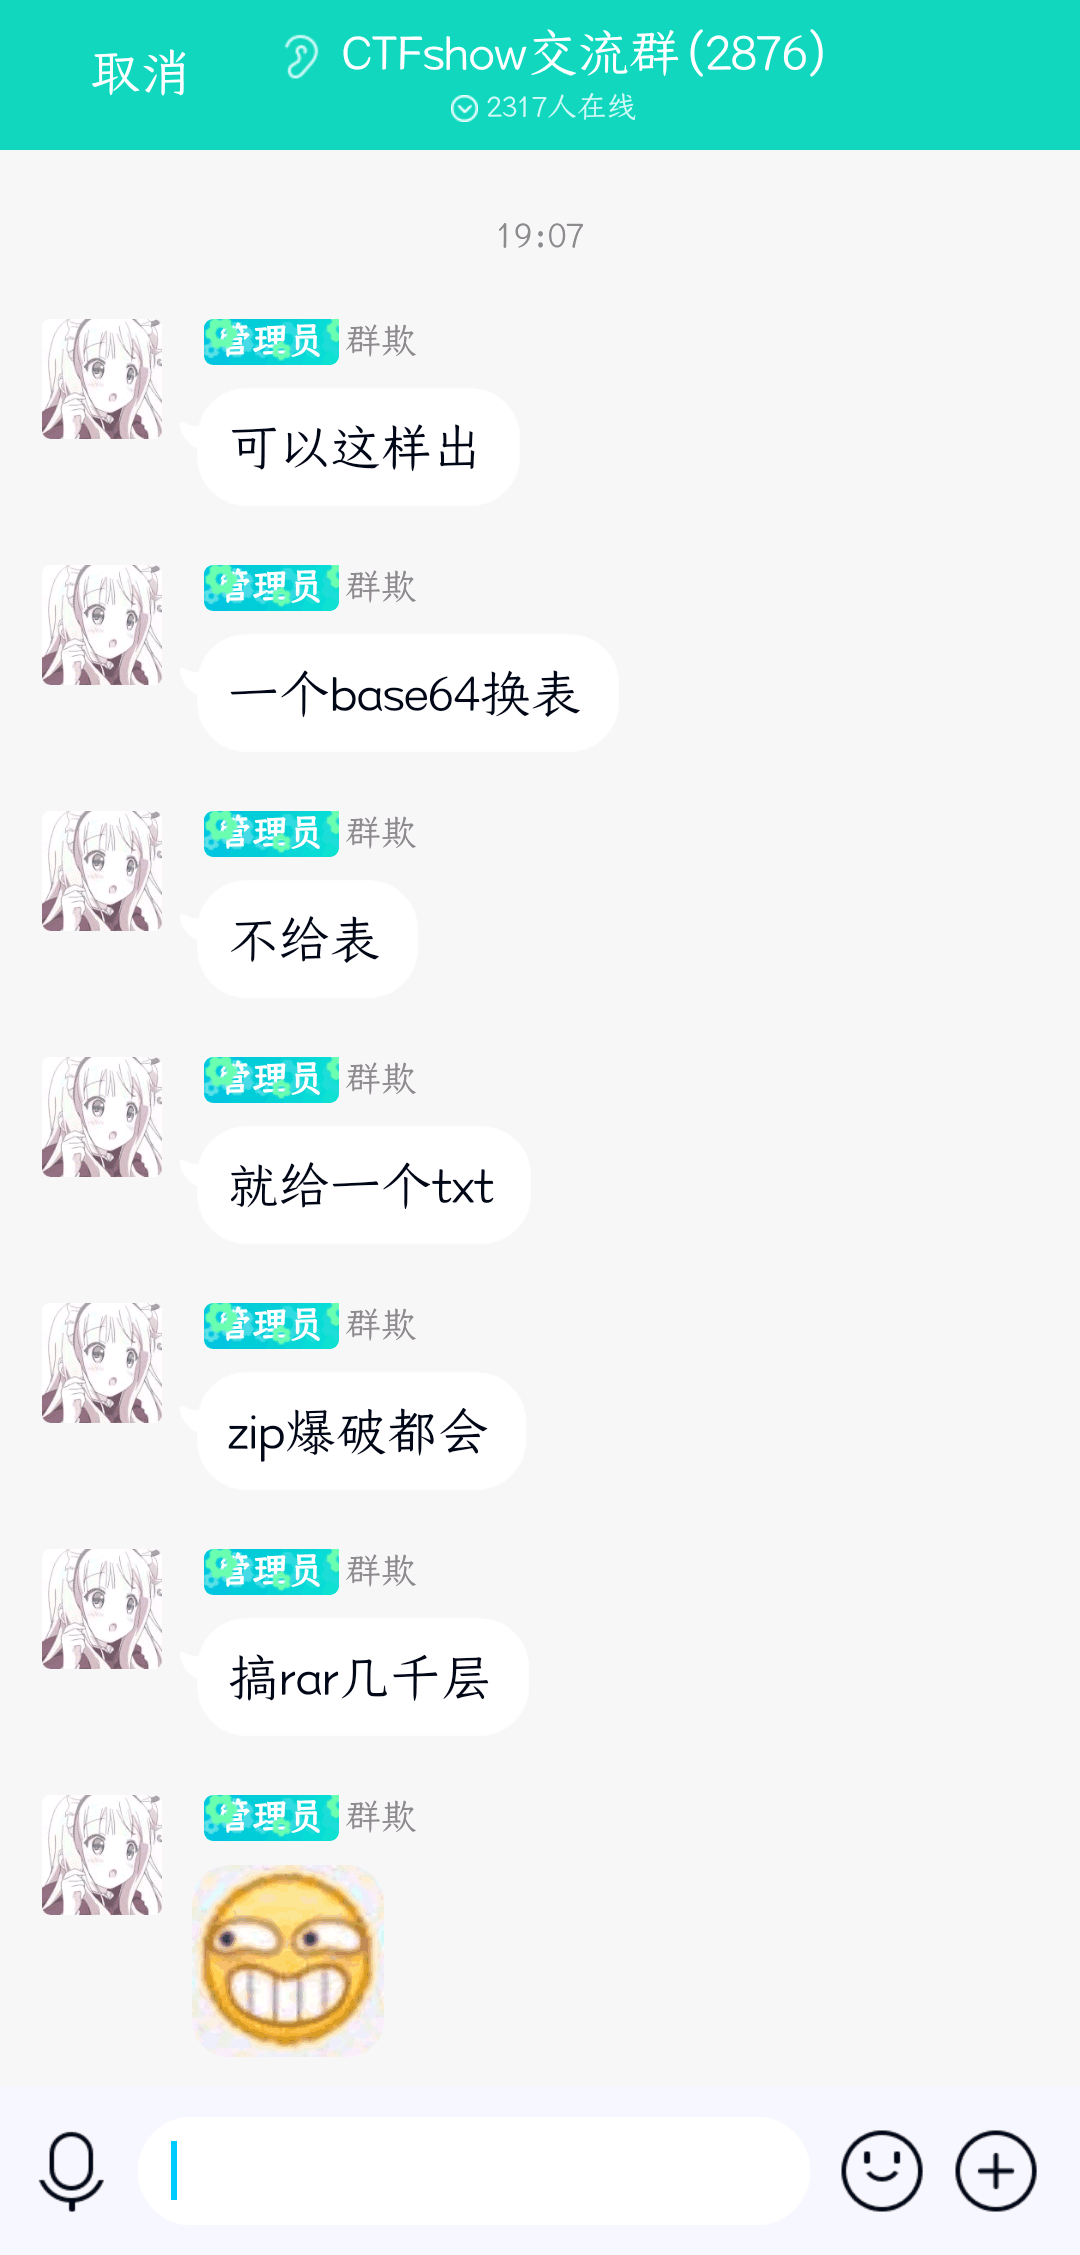 取消
CTFshow交流群(2876)
2317人在线
19:07
管理员 群欺
可以这样出
管理员 群欺
一个base64换表
管理员 群欺
不给表
管理员 群欺
就给一个txt
管理员 群欺
zip爆破都会
管理员 群欺
搞rar几千层
管理员 群欺